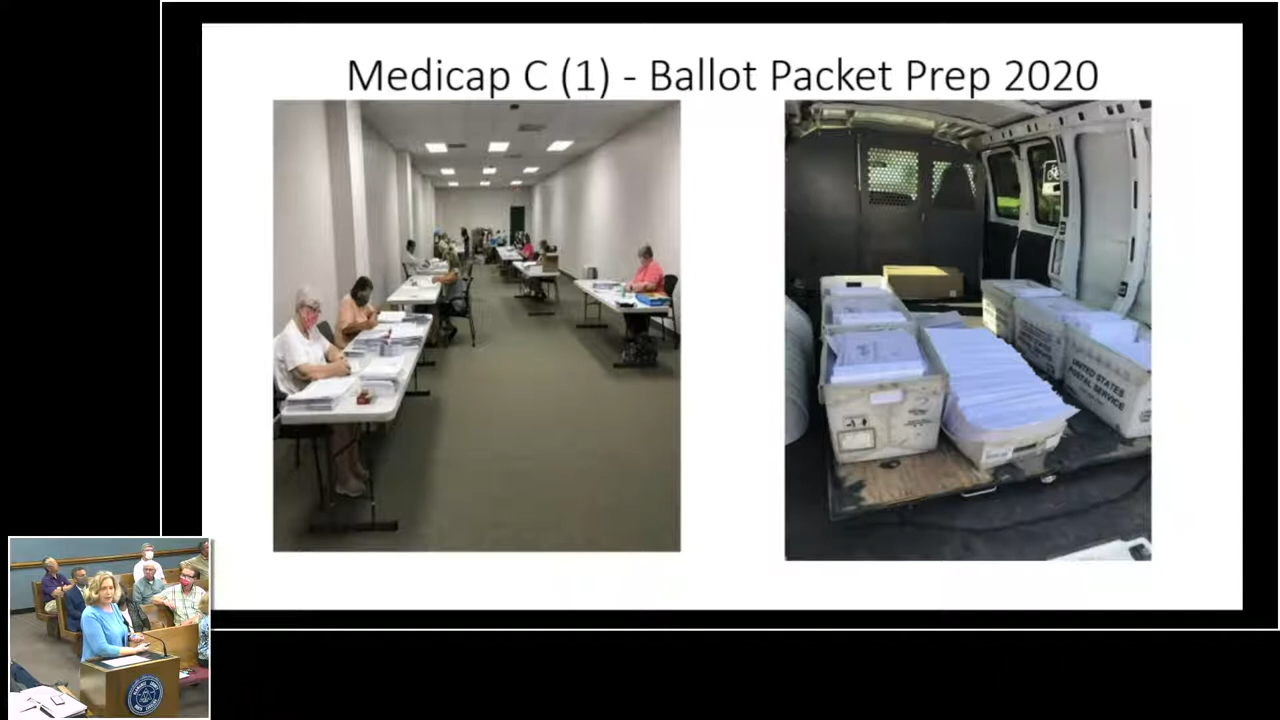 Medicap C (1) - Ballot Packet Prep 2020
UNITED STATES
POSTAL SERVICE